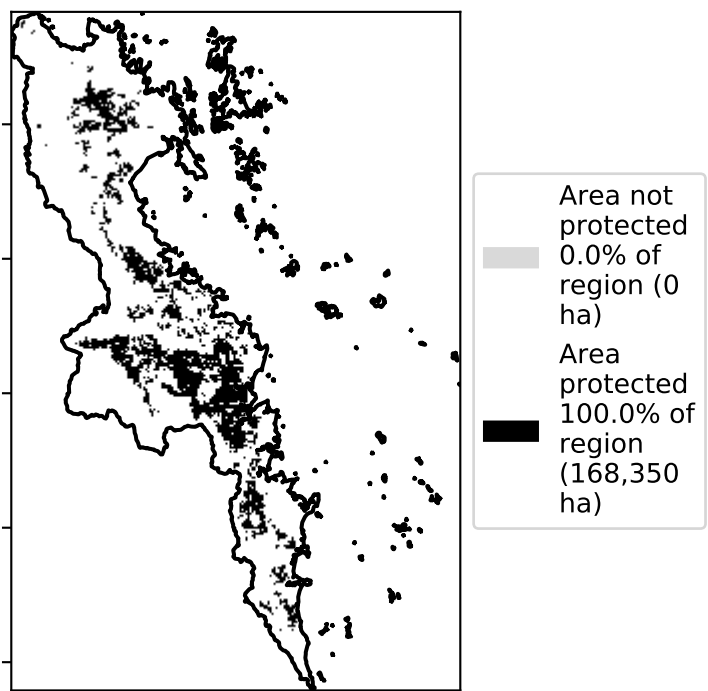 Area not
protected
0.0% of
region (0
ha)
Area
protected
100.0% of
region
(168,350
ha)